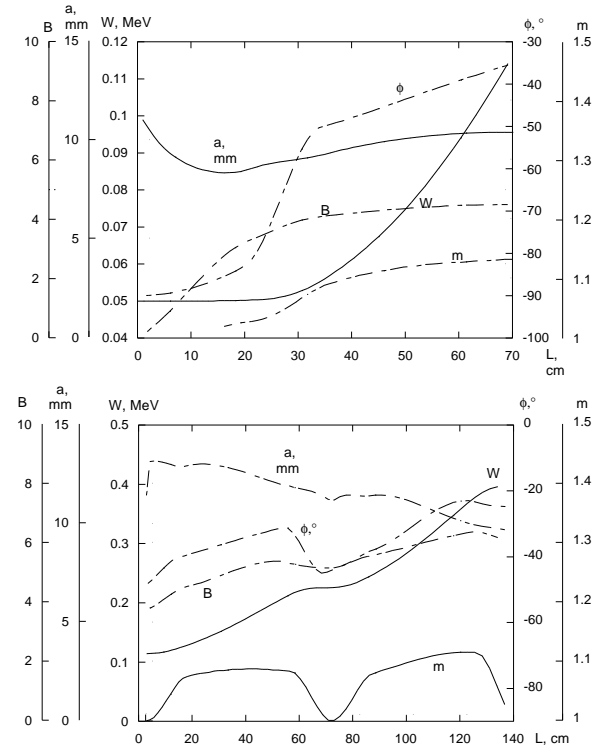 B
a,
mm
W, MeV
ϕ,°
m
10
8
6
4
2
0
15
10
5
0
0.12
0.11
0.1
0.09
0.08
0.07
0.06
0.05
0.04
ϕ
a,
mm
B
W
m
-30
-40
-50
-60
-70
-80
-90
-100
1.5
1.4
1.3
1.2
1.1
1
0 10 20 30 40 50 60 70
L,
cm
B
a,
mm
W, MeV
ϕ,°
m
10
8
6
4
2
0
15
10
5
0
0.5
0.4
0.3
0.2
0.1
0
a,
mm
W
ϕ,°
B
m
0
-20
-40
-60
-80
1.5
1.4
1.3
1.2
1.1
1
0 20 40 60 80 100 120 140
L, cm